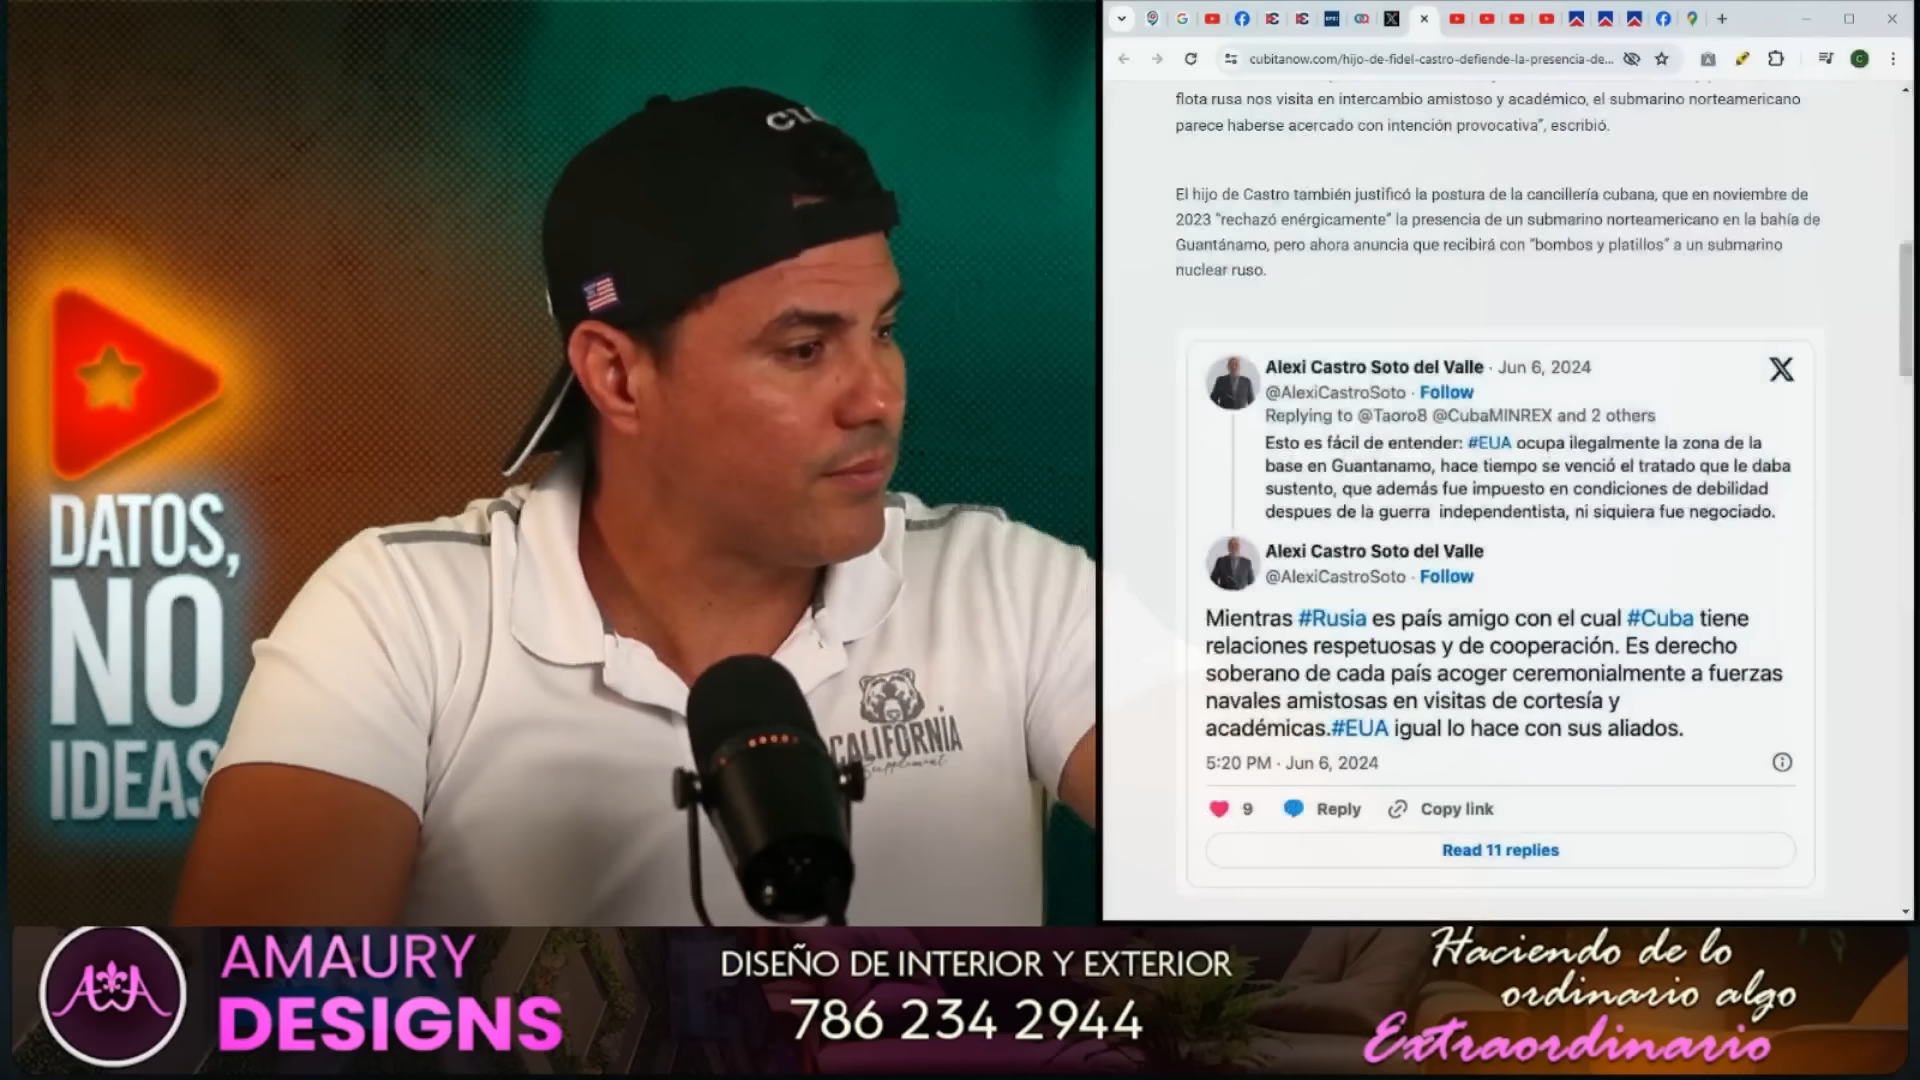 DATOS,
NO
IDEAS
CALIFORNIA
cubitanow.com/hijo-de-fidel-castro-defiende-la-presencia-de...
flota rusa nos visita en intercambio amistoso y académico, el submarino norteamericano
parece haberse acercado con intención provocativa”, escribió.
El hijo de Castro también justificó la postura de la cancillería cubana, que en noviembre de
2023 “rechazó enérgicamente” la presencia de un submarino norteamericano en la bahía de
Guantánamo, pero ahora anuncia que recibirá con “bombos y platillos” a un submarino
nuclear ruso.
Alexi Castro Soto del Valle · Jun 6, 2024
@AlexiCastroSoto · Follow
Replying to @Taoro8 @CubaMINREX and 2 others
Esto es fácil de entender: #EUA ocupa ilegalmente la zona de la
base en Guantanamo, hace tiempo se venció el tratado que le daba
sustento, que además fue impuesto en condiciones de debilidad
despues de la guerra independentista, ni siquiera fue negociado.
Alexi Castro Soto del Valle
@AlexiCastroSoto · Follow
Mientras #Rusia es país amigo con el cual #Cuba tiene
relaciones respetuosas y de cooperación. Es derecho
soberano de cada país acoger ceremonialmente a fuerzas
navales amistosas en visitas de cortesía y
académicas.#EUA igual lo hace con sus aliados.
5:20 PM · Jun 6, 2024
9 Reply Copy link
Read 11 replies
AMAURY
DESIGNS
DISEÑO DE INTERIOR Y EXTERIOR
786 234 2944
Haciendo de lo
ordinario algo
Extraordinario